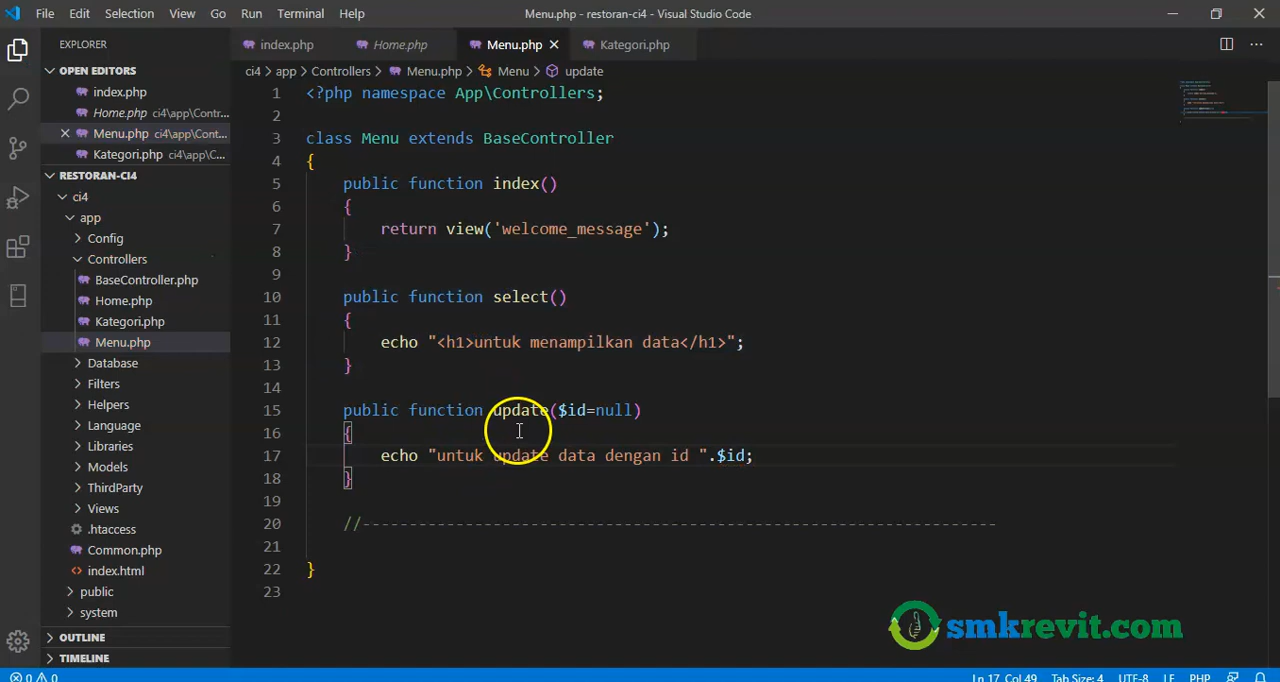 File Edit Selection View Go Run Terminal Help Menu.php - restoran-ci4 - Visual Studio Code
EXPLORER
OPEN EDITORS
index.php
Home.php ci4\app\Contr...
Menu.php ci4\app\Cont...
Kategori.php ci4\app\C...
RESTORAN-CI4
ci4
app
Config
Controllers
BaseController.php
Home.php
Kategori.php
Menu.php
Database
Filters
Helpers
Language
Libraries
Models
ThirdParty
Views
.htaccess
Common.php
index.html
public
system
OUTLINE
TIMELINE
index.php Home.php Menu.php Kategori.php
ci4 > app > Controllers > Menu.php > Menu > update
1 <?php namespace App\Controllers;
2
3 class Menu extends BaseController
4 {
5 public function index()
6 {
7 return view('welcome_message');
8 }
9
10 public function select()
11 {
12 echo "<h1>untuk menampilkan data</h1>";
13 }
14
15 public function update($id=null)
16 {
17 echo "untuk update data dengan id ".$id;
18 }
19
20 //--------------------------------------------------------------------
21
22 }
23
smkrevit.com
0 0 Ln 17, Col 49 Tab Size: 4 UTF-8 LF PHP